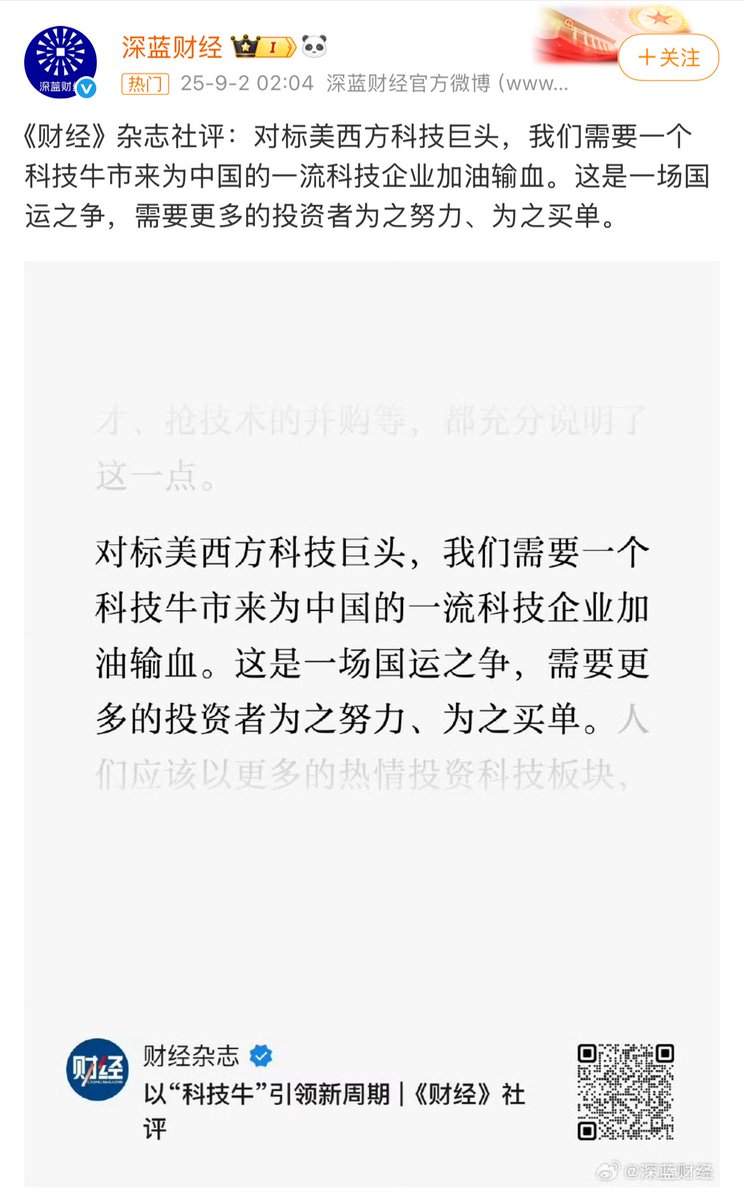 深蓝财经 I
+关注
热门 25-9-2 02:04 深蓝财经官方微博 (www...
《财经》杂志社评：对标美西方科技巨头，我们需要一个
科技牛市来为中国的一流科技企业加油输血。这是一场国
运之争，需要更多的投资者为之努力、为之买单。
才、抢技术的并购等，都充分说明了
这一点。
对标美西方科技巨头，我们需要一个
科技牛市来为中国的一流科技企业加
油输血。这是一场国运之争，需要更
多的投资者为之努力、为之买单。人
们应该以更多的热情投资科技板块，
财经
财经杂志
以“科技牛”引领新周期 |《财经》社
评
@深蓝财经